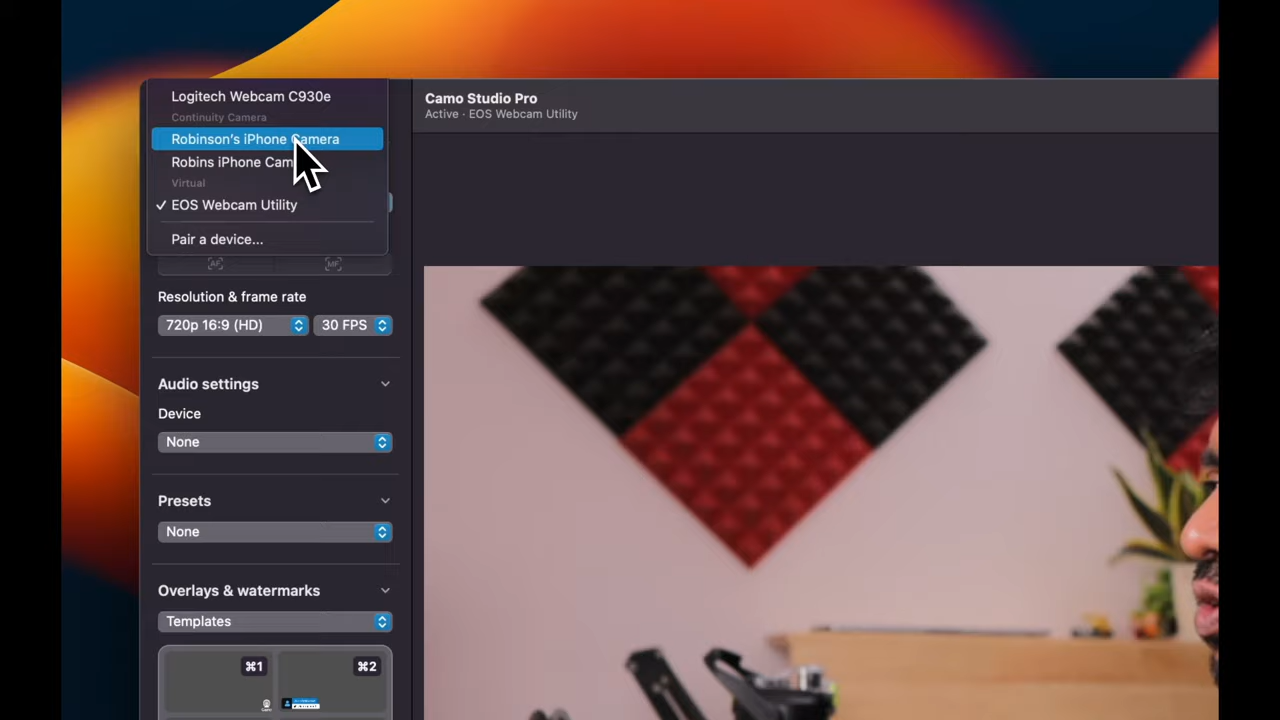 Logitech Webcam C930e
Continuity Camera
Robinson's iPhone Camera
Robins iPhone Cam
Virtual
✓ EOS Webcam Utility
Pair a device...
AF MF
Resolution & frame rate
720p 16:9 (HD) 30 FPS
Audio settings
Device
None
Presets
None
Overlays & watermarks
Templates
⌘1 ⌘2
Camo Studio Pro
Active · EOS Webcam Utility